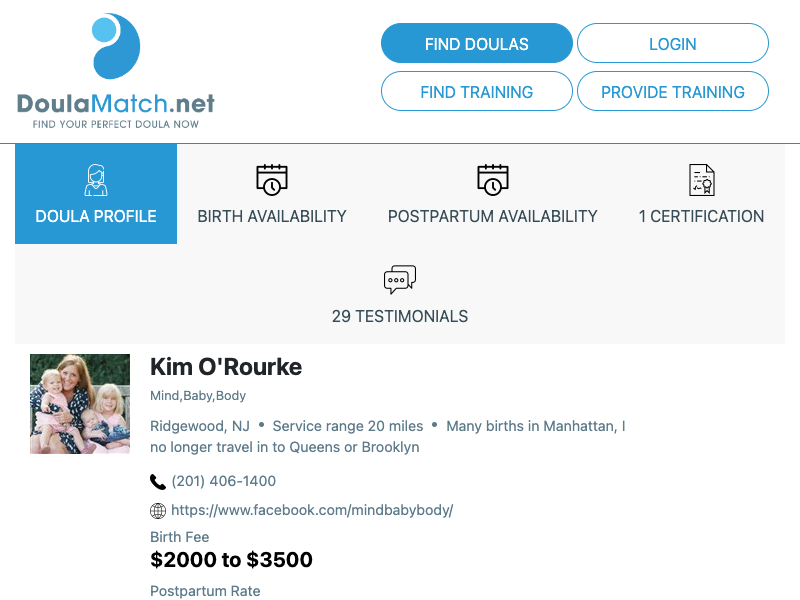 DoulaMatch.net
FIND YOUR PERFECT DOULA NOW
FIND DOULAS
LOGIN
FIND TRAINING
PROVIDE TRAINING
DOULA PROFILE
BIRTH AVAILABILITY
POSTPARTUM AVAILABILITY
1 CERTIFICATION
29 TESTIMONIALS
Kim O'Rourke
Mind,Baby,Body
Ridgewood, NJ • Service range 20 miles • Many births in Manhattan, I
no longer travel in to Queens or Brooklyn
(201) 406-1400
https://www.facebook.com/mindbabybody/
Birth Fee
$2000 to $3500
Postpartum Rate